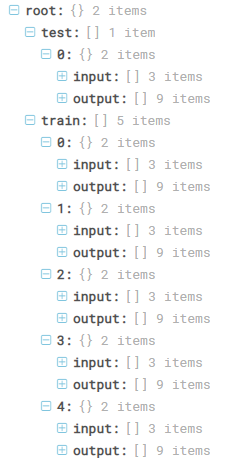 root: {} 2 items
test: [] 1 item
0: {} 2 items
input: [] 3 items
output: [] 9 items
train: [] 5 items
0: {} 2 items
input: [] 3 items
output: [] 9 items
1: {} 2 items
input: [] 3 items
output: [] 9 items
2: {} 2 items
input: [] 3 items
output: [] 9 items
3: {} 2 items
input: [] 3 items
output: [] 9 items
4: {} 2 items
input: [] 3 items
output: [] 9 items